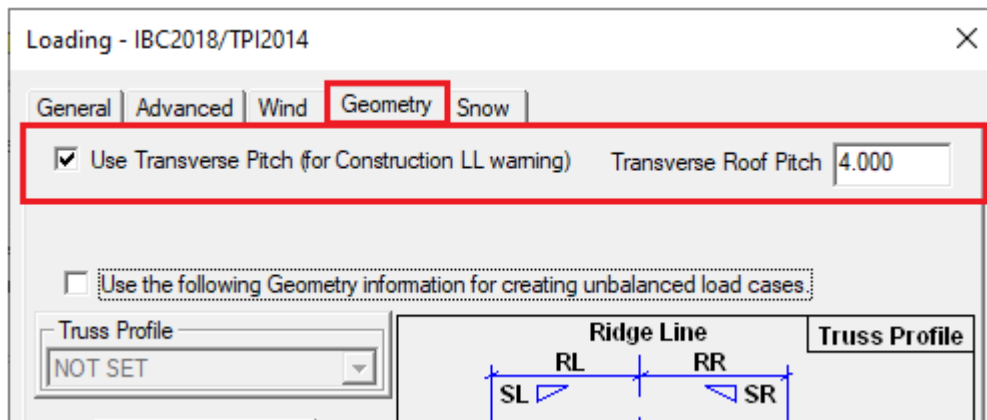 Loading - IBC2018/TPI2014
General Advanced Wind Geometry Snow
Use Transverse Pitch (for Construction LL warning) Transverse Roof Pitch 4.000
Use the following Geometry information for creating unbalanced load cases.
Truss Profile
NOT SET
Ridge Line
Truss Profile
RL RR
SL SR